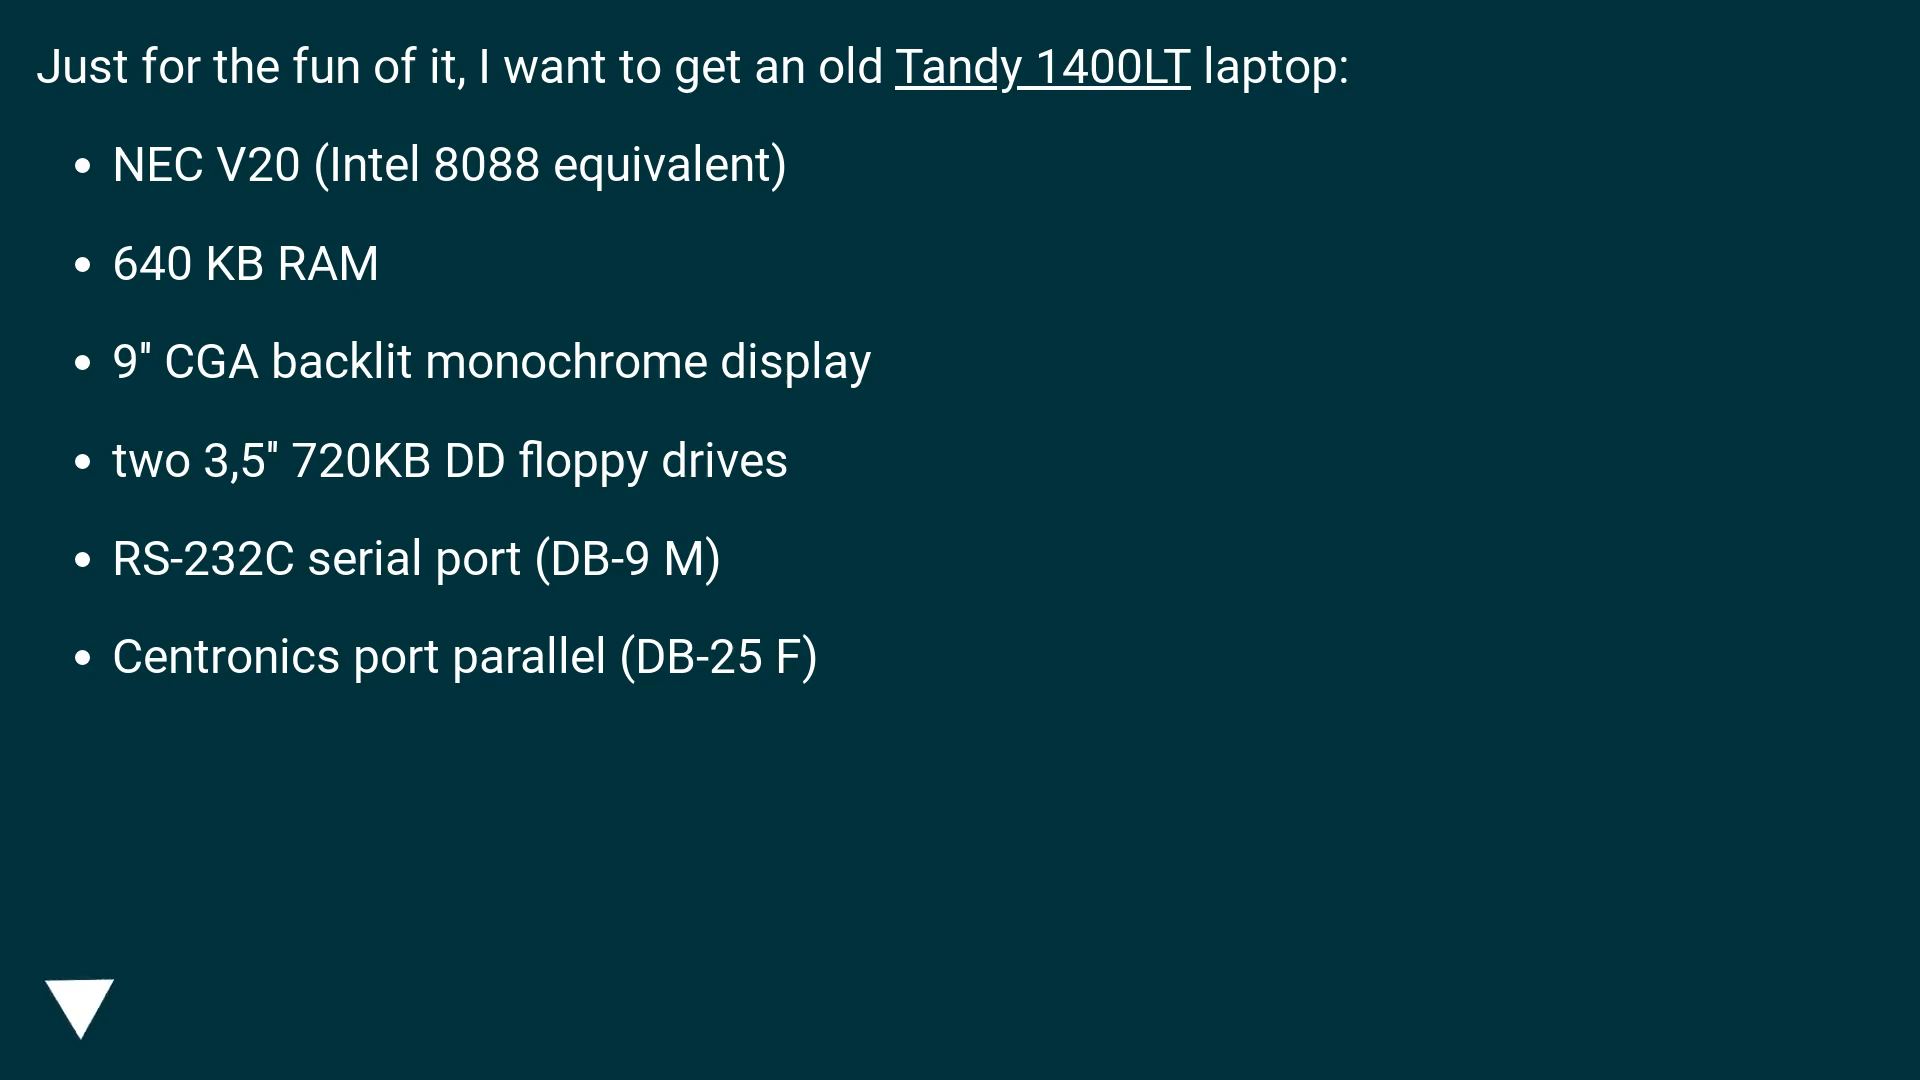 Just for the fun of it, I want to get an old Tandy 1400LT laptop:
• NEC V20 (Intel 8088 equivalent)
• 640 KB RAM
• 9" CGA backlit monochrome display
• two 3,5" 720KB DD floppy drives
• RS-232C serial port (DB-9 M)
• Centronics port parallel (DB-25 F)